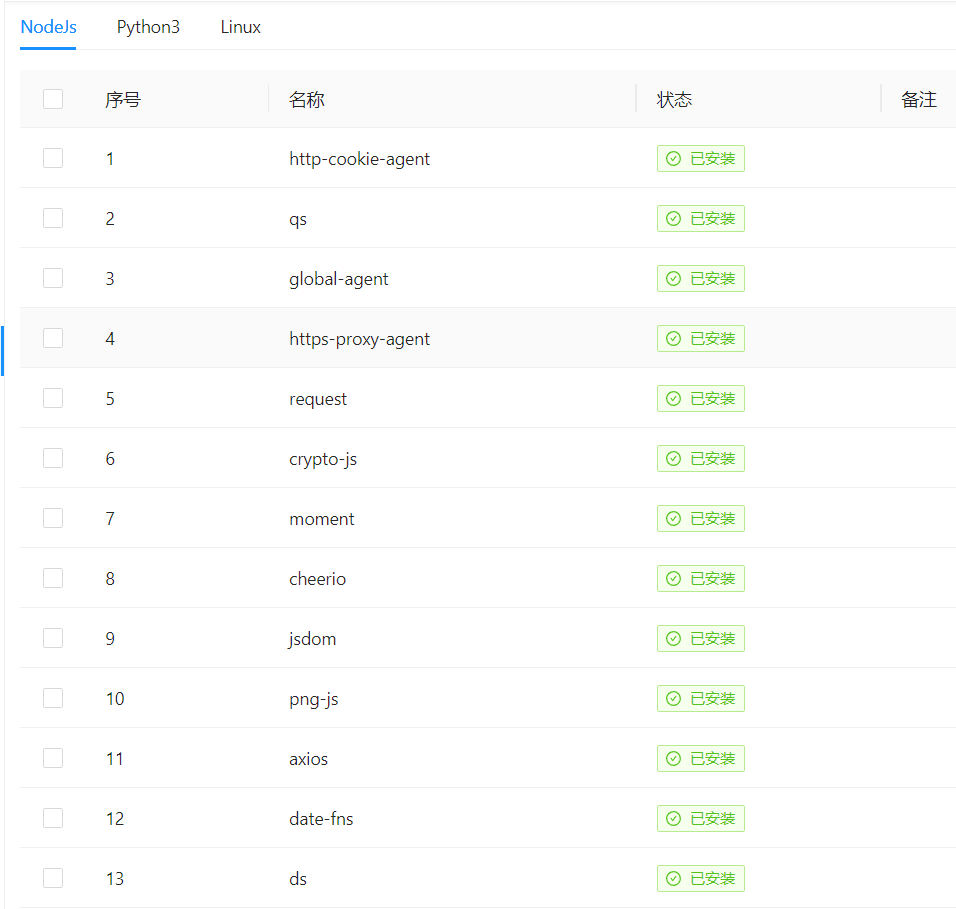 NodeJs Python3 Linux
序号 名称 状态 备注
1 http-cookie-agent 已安装
2 qs 已安装
3 global-agent 已安装
4 https-proxy-agent 已安装
5 request 已安装
6 crypto-js 已安装
7 moment 已安装
8 cheerio 已安装
9 jsdom 已安装
10 png-js 已安装
11 axios 已安装
12 date-fns 已安装
13 ds 已安装